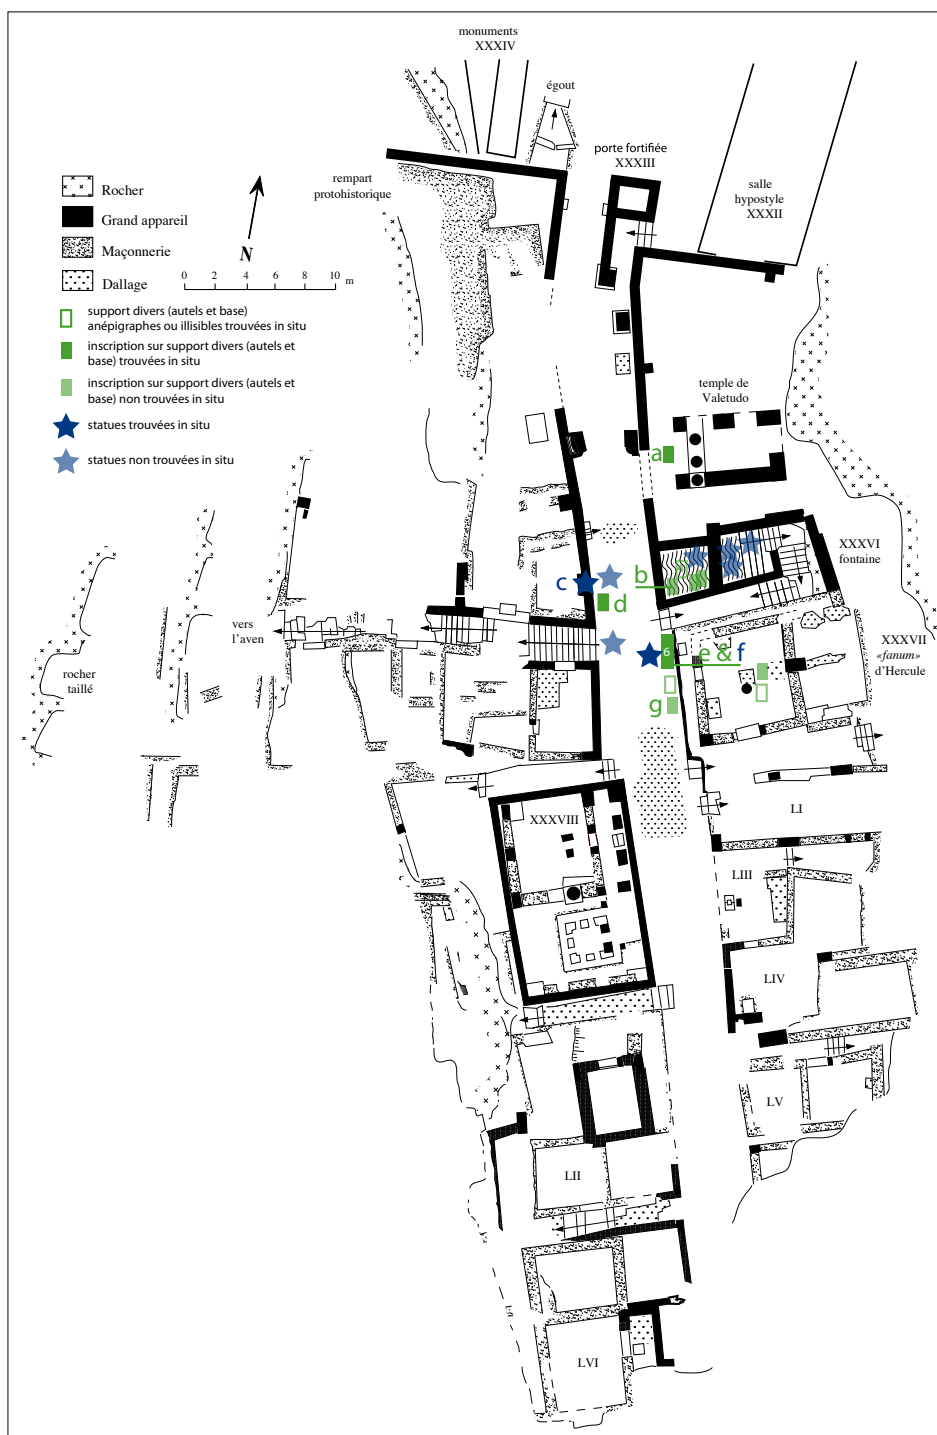 monuments
XXXIV
égout
porte fortifiée
XXXIII
salle
hypostyle
XXXII
rempart
protohistorique
Rocher
Grand appareil
Maçonnerie
Dallage
N
0 2 4 6 8 10 m
support divers (autels et base)
anépigraphes ou illisibles trouvées in situ
inscription sur support divers (autels et
base) trouvées in situ
inscription sur support divers (autels et
base) non trouvées in situ
statues trouvées in situ
statues non trouvées in situ
temple de
Valetudo
a
XXXVI
fontaine
b
c
d
vers
l'aven
rocher
taillé
6
e & f
g
XXXVII
«fanum»
d'Hercule
LI
XXXVIII
LIII
LIV
LV
LII
LVI